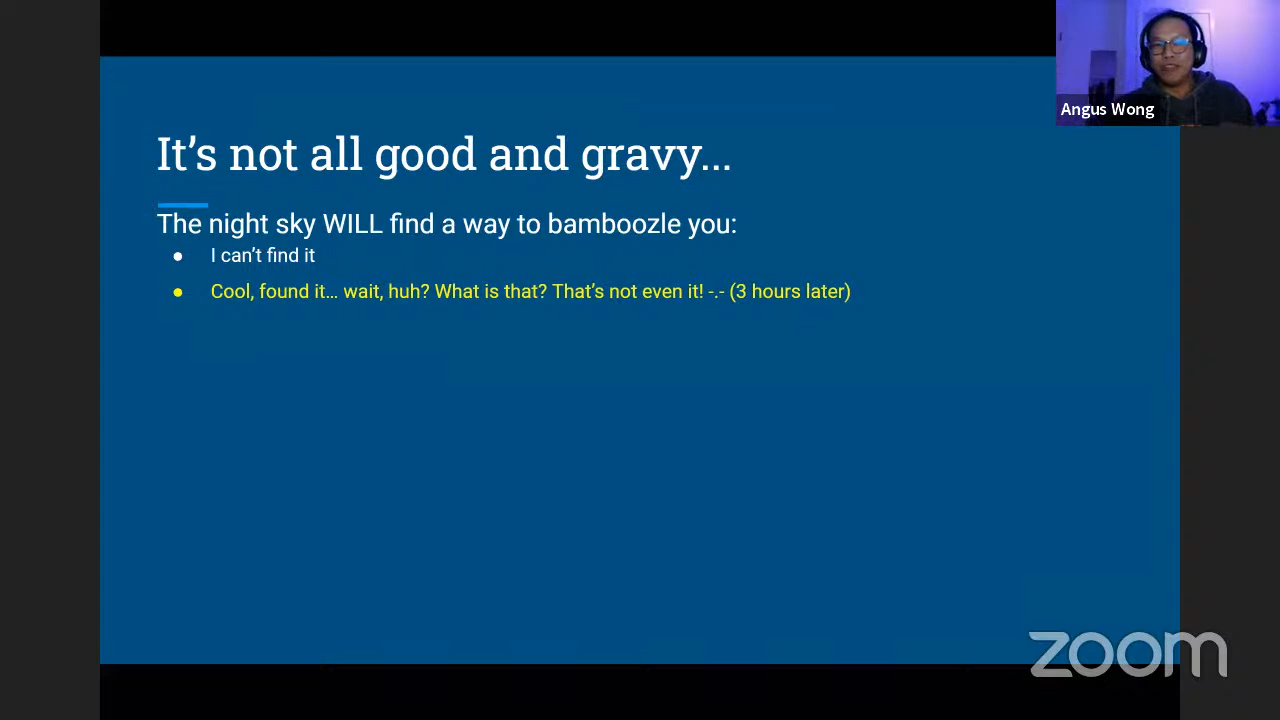 Angus Wong
It's not all good and gravy...
The night sky WILL find a way to bamboozle you:
● I can't find it
● Cool, found it... wait, huh? What is that? That's not even it! -.- (3 hours later)
zoom